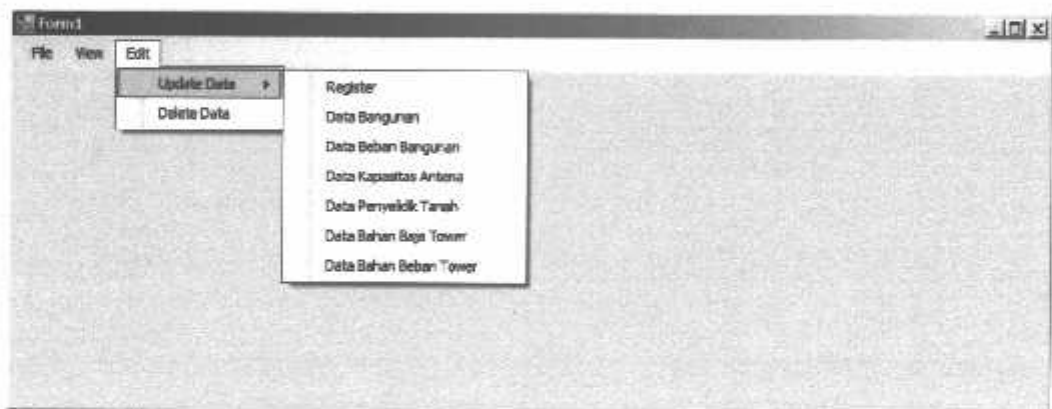 Form1
File View Edit
Update Data
Delete Data
Register
Data Bangunan
Data Beban Bangunan
Data Kapasitas Antena
Data Penyelidik Tanah
Data Bahan Baja Tower
Data Bahan Beban Tower